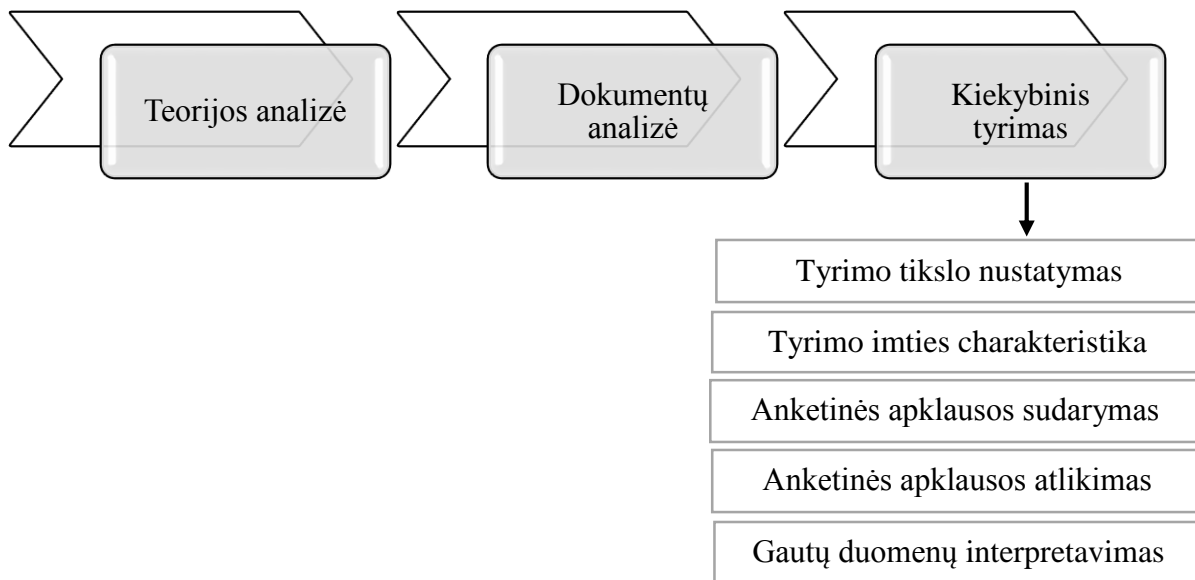 Teorijos analizė
Dokumentų
analizė
Kiekybinis
tyrimas
Tyrimo tikslo nustatymas
Tyrimo imties charakteristika
Anketinės apklausos sudarymas
Anketinės apklausos atlikimas
Gautų duomenų interpretavimas